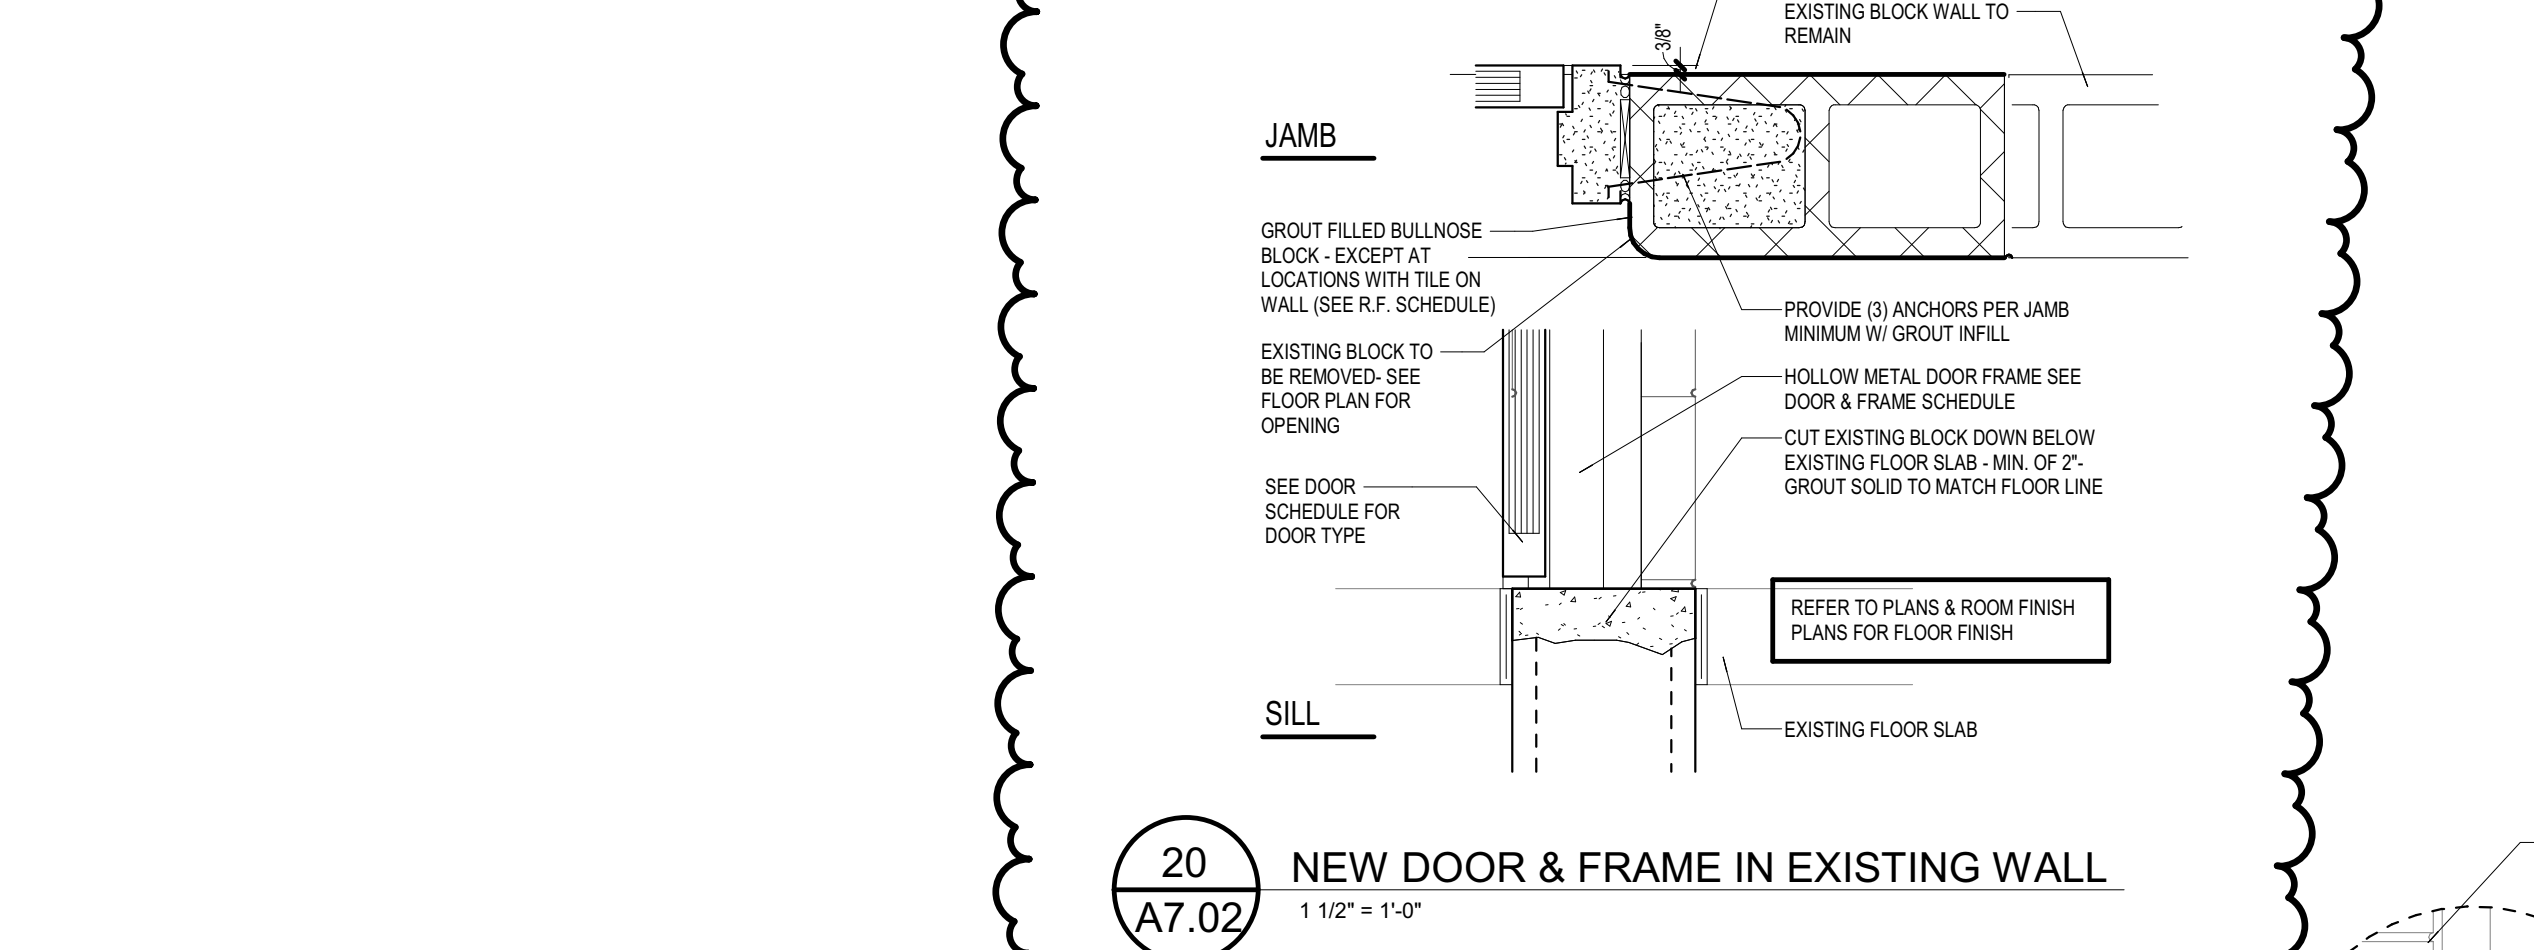 EXISTING BLOCK WALL TO
REMAIN
3/8"
JAMB
GROUT FILLED BULLNOSE
BLOCK - EXCEPT AT
LOCATIONS WITH TILE ON
WALL (SEE R.F. SCHEDULE)
PROVIDE (3) ANCHORS PER JAMB
MINIMUM W/ GROUT INFILL
EXISTING BLOCK TO
BE REMOVED- SEE
FLOOR PLAN FOR
OPENING
HOLLOW METAL DOOR FRAME SEE
DOOR & FRAME SCHEDULE
CUT EXISTING BLOCK DOWN BELOW
EXISTING FLOOR SLAB - MIN. OF 2"-
GROUT SOLID TO MATCH FLOOR LINE
SEE DOOR
SCHEDULE FOR
DOOR TYPE
REFER TO PLANS & ROOM FINISH
PLANS FOR FLOOR FINISH
SILL
EXISTING FLOOR SLAB
20
A7.02
NEW DOOR & FRAME IN EXISTING WALL
1 1/2" = 1'-0"